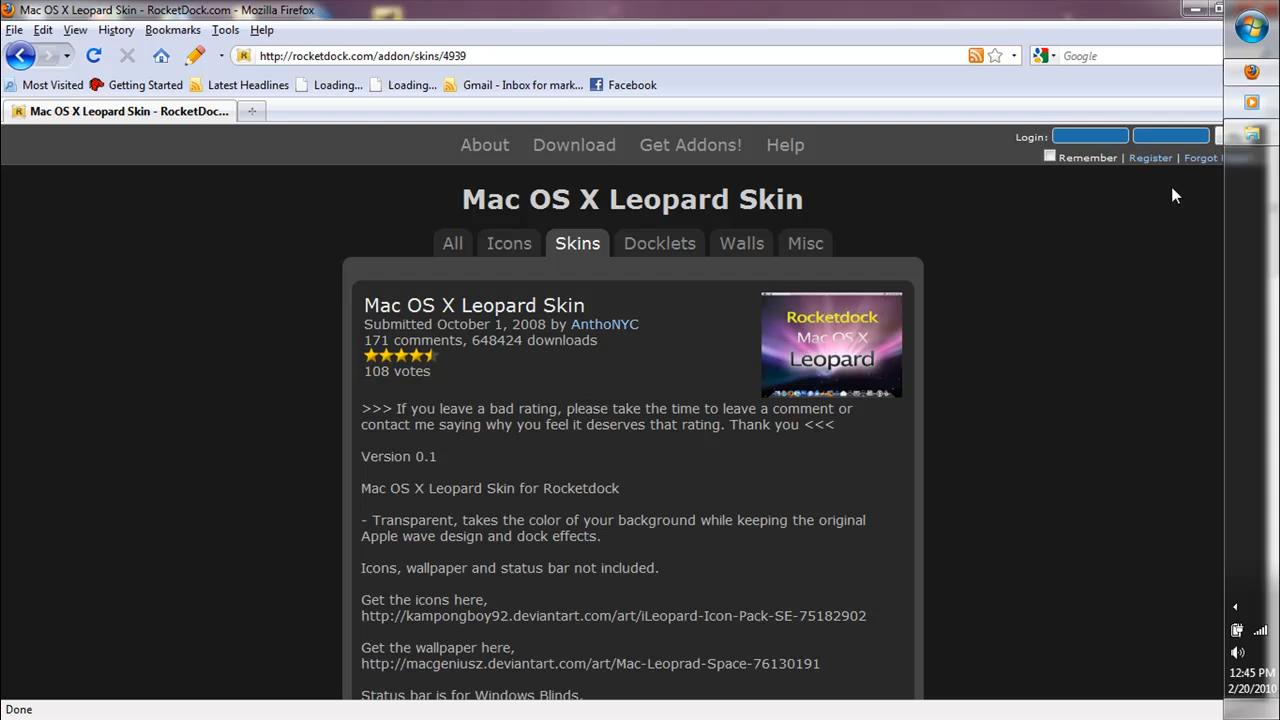 Mac OS X Leopard Skin - RocketDock.com - Mozilla Firefox
File Edit View History Bookmarks Tools Help
http://rocketdock.com/addon/skins/4939
Google
Most Visited Getting Started Latest Headlines Loading... Loading... Gmail - Inbox for mark... Facebook
Mac OS X Leopard Skin - RocketDoc...
About Download Get Addons! Help
Login:
Remember | Register | Forgot
Mac OS X Leopard Skin
All Icons Skins Docklets Walls Misc
Mac OS X Leopard Skin
Submitted October 1, 2008 by AnthoNYC
171 comments, 648424 downloads
108 votes
Rocketdock
Mac OS X
Leopard
>>> If you leave a bad rating, please take the time to leave a comment or
contact me saying why you feel it deserves that rating. Thank you <<<
Version 0.1
Mac OS X Leopard Skin for Rocketdock
- Transparent, takes the color of your background while keeping the original
Apple wave design and dock effects.
Icons, wallpaper and status bar not included.
Get the icons here,
http://kampongboy92.deviantart.com/art/iLeopard-Icon-Pack-SE-75182902
Get the wallpaper here,
http://macgeniusz.deviantart.com/art/Mac-Leoprad-Space-76130191
Status bar is for Windows Blinds.
Done
12:45 PM
2/20/2010